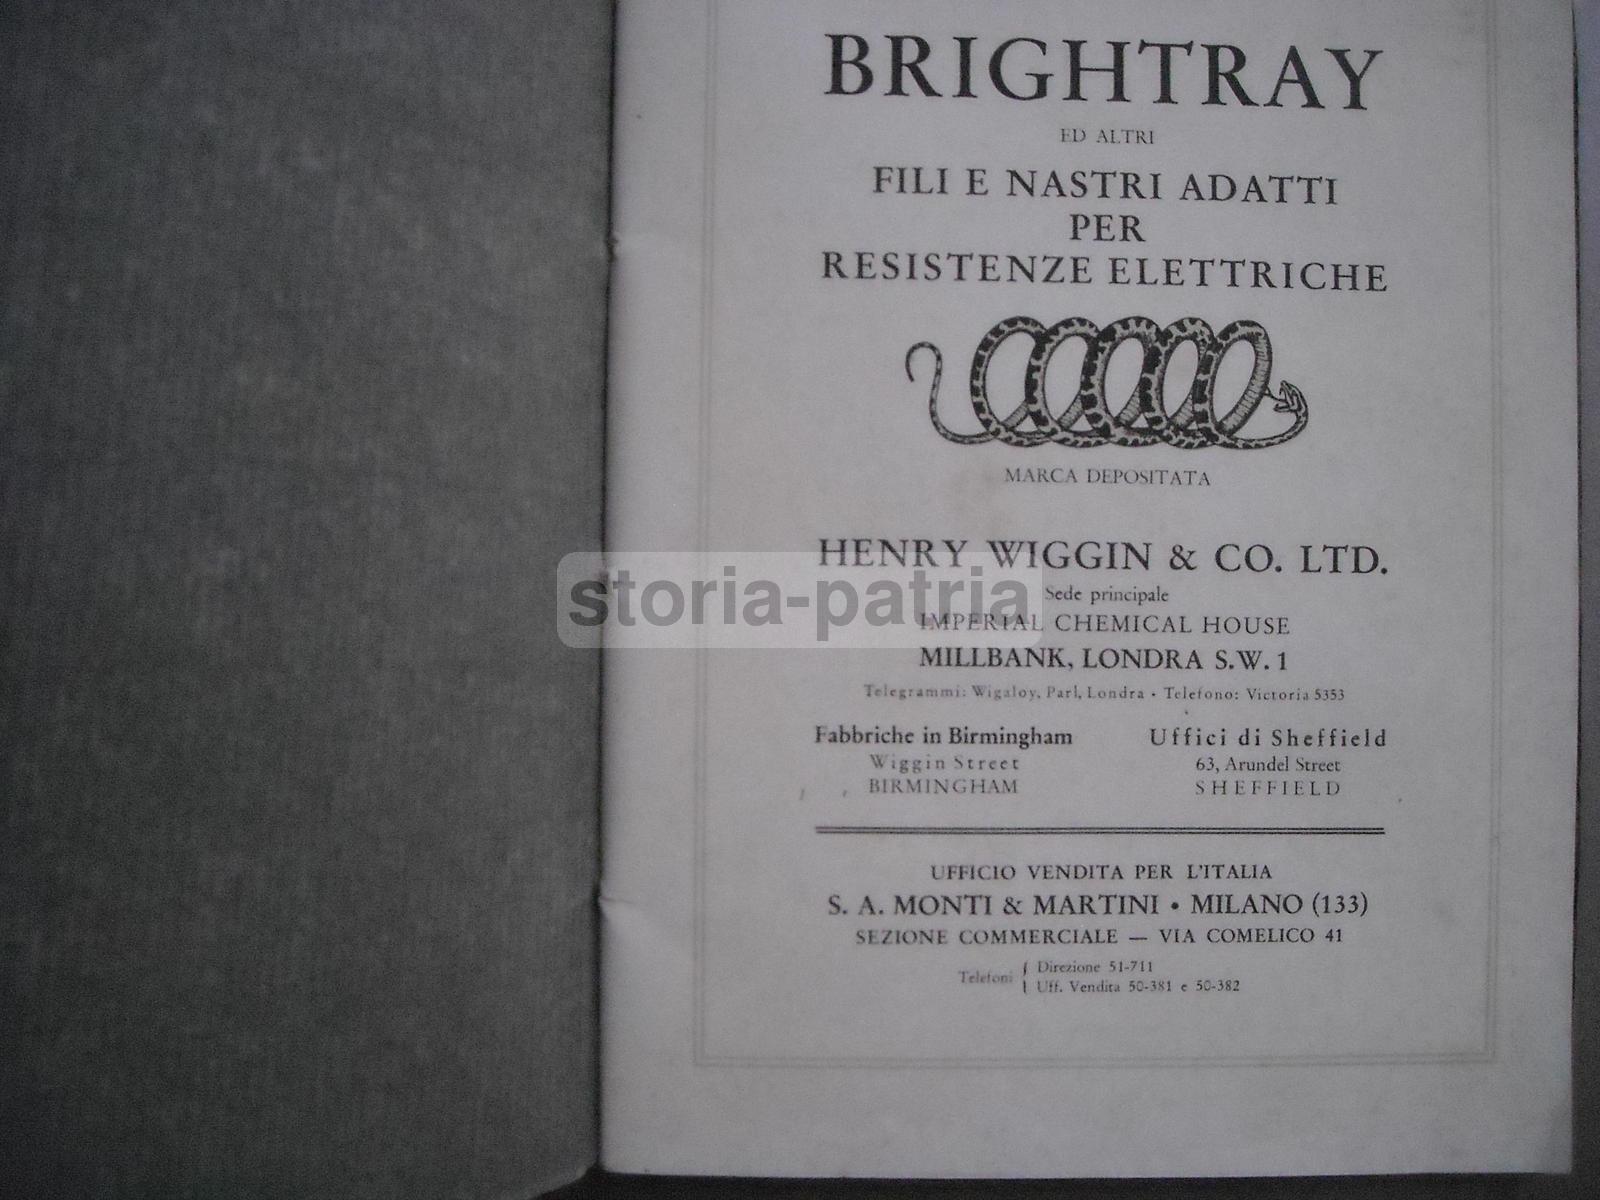 BRIGHTRAY
ED ALTRI
FILI E NASTRI ADATTI
PER
RESISTENZE ELETTRICHE
MARCA DEPOSITATA
HENRY WIGGIN & CO. LTD.
Sede principale
IMPERIAL CHEMICAL HOUSE
MILLBANK, LONDRA S.W. 1
Telegrammi: Wigaloy, Parl, Londra • Telefono: Victoria 5353
Fabbriche in Birmingham
Wiggin Street
BIRMINGHAM
Uffici di Sheffield
63, Arundel Street
SHEFFIELD
UFFICIO VENDITA PER L'ITALIA
S. A. MONTI & MARTINI • MILANO (133)
SEZIONE COMMERCIALE — VIA COMELICO 41
Telefoni { Direzione 51-711
Uff. Vendita 50-381 e 50-382
storia-patria